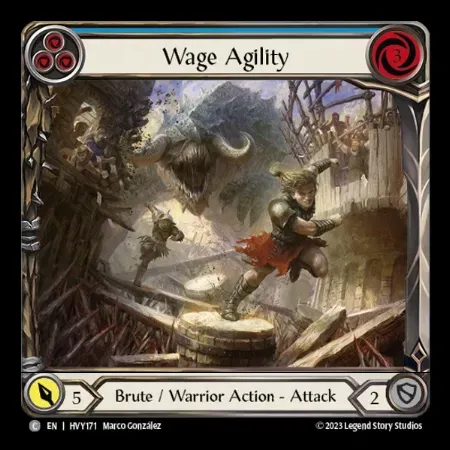 Wage Agility
3
5
Brute / Warrior Action - Attack
2
C EN | HVY171 Marco González
©2023 Legend Story Studios